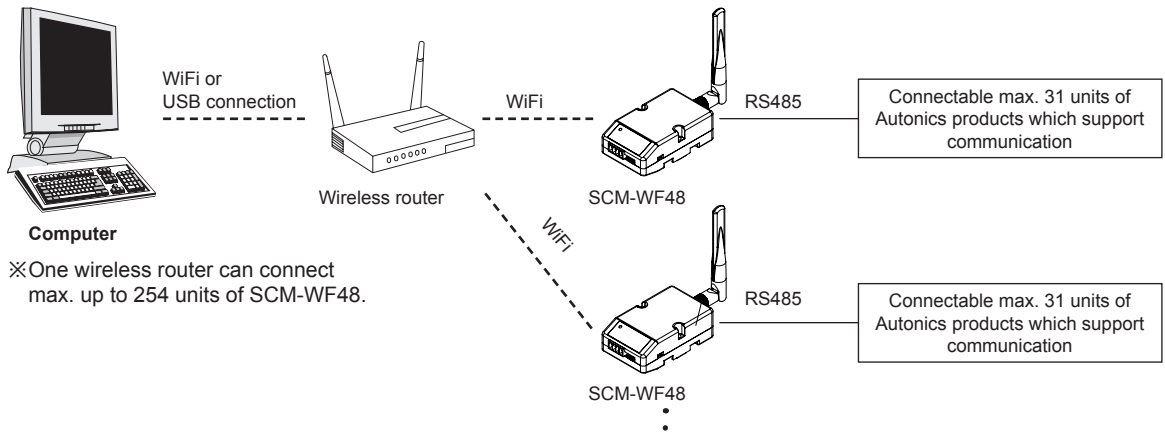 WiFi or
USB connection
WiFi
RS485
Connectable max. 31 units of
Autonics products which support
communication
Wireless router
SCM-WF48
Computer
WiFi
※One wireless router can connect
max. up to 254 units of SCM-WF48.
RS485
Connectable max. 31 units of
Autonics products which support
communication
SCM-WF48